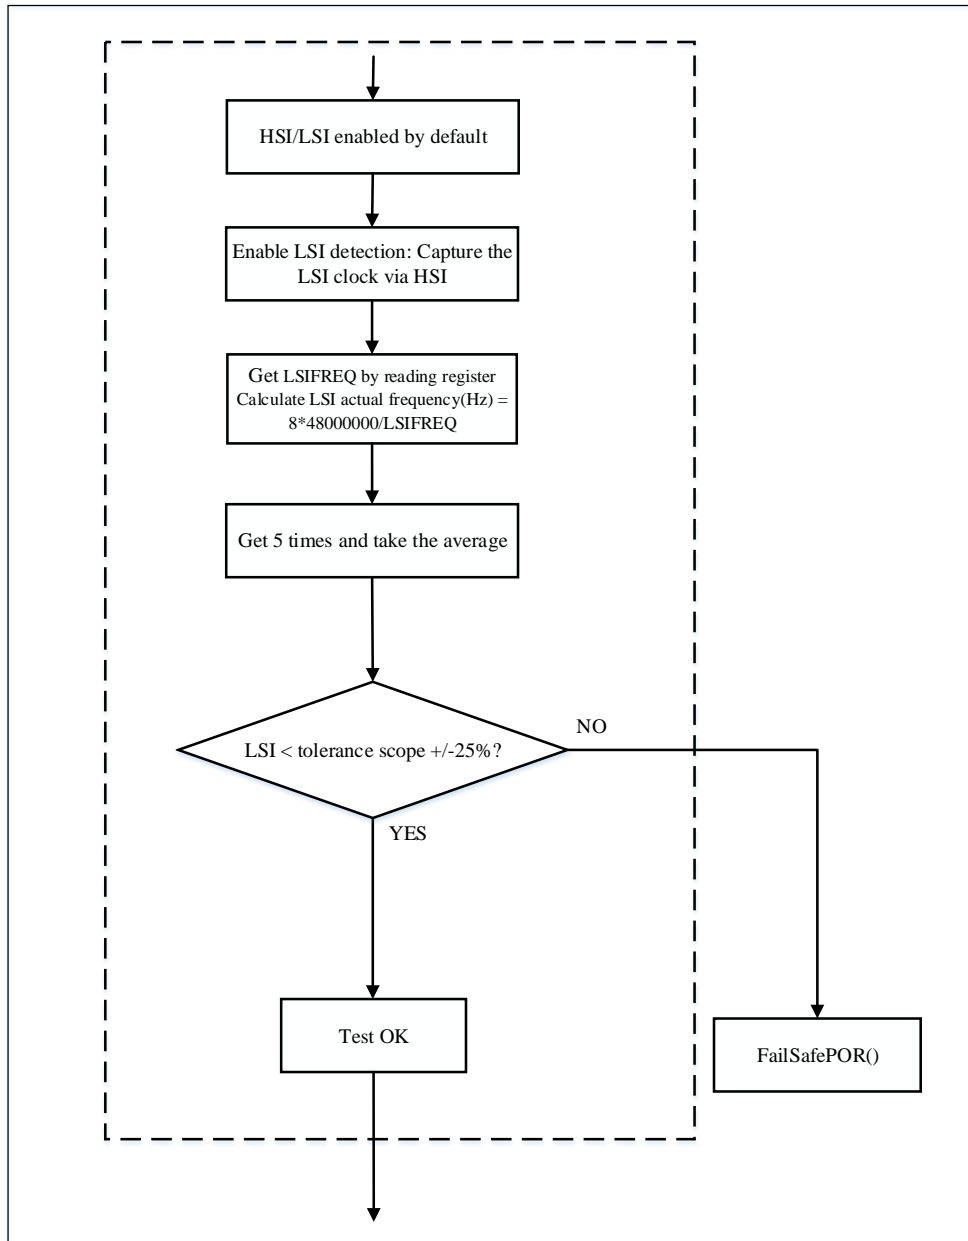 HSI/LSI enabled by default
Enable LSI detection: Capture the
LSI clock via HSI
Get LSIFREQ by reading register
Calculate LSI actual frequency(Hz) =
8*48000000/LSIFREQ
Get 5 times and take the average
LSI < tolerance scope +/-25%?
NO
YES
Test OK
FailSafePOR()